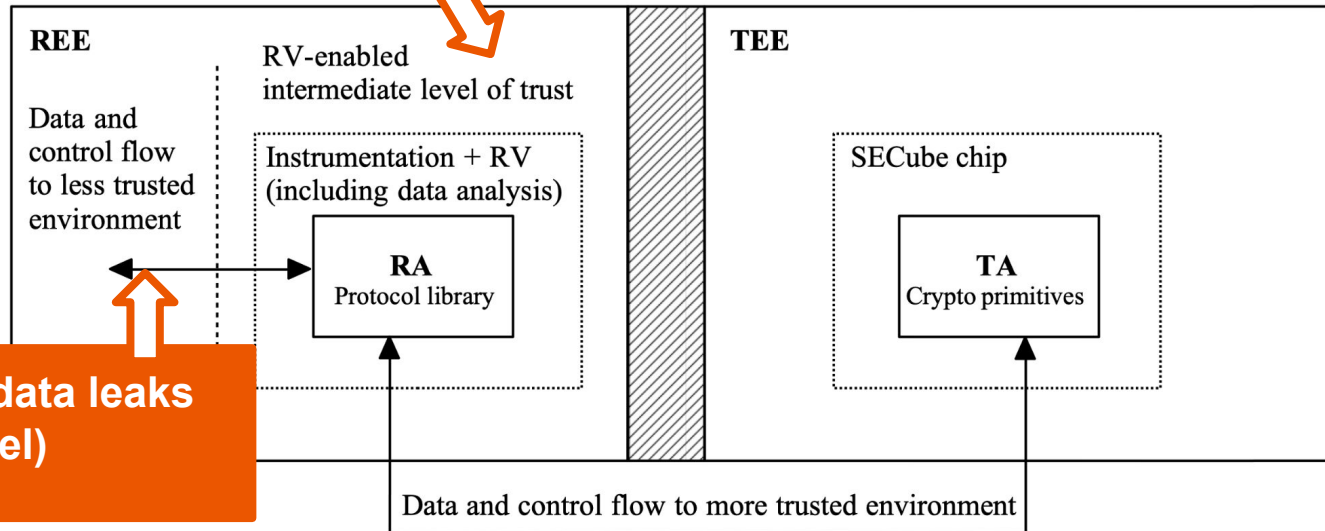 REE
RV-enabled
intermediate level of trust
Data and
control flow
to less trusted
environment
Instrumentation + RV
(including data analysis)
RA
Protocol library
TEE
SECube chip
TA
Crypto primitives
data leaks
el)
Data and control flow to more trusted environment